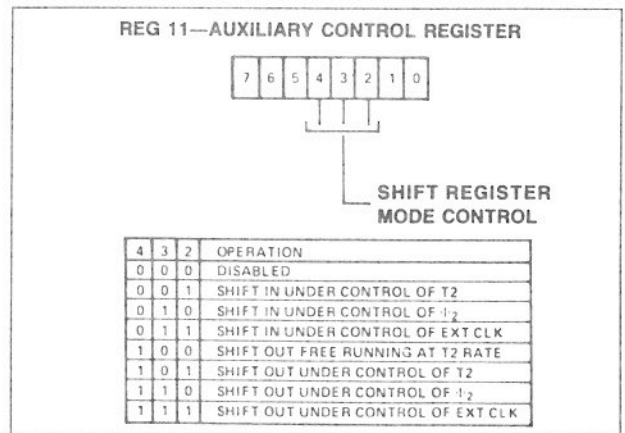 REG 11—AUXILIARY CONTROL REGISTER
7 6 5 4 3 2 1 0
SHIFT REGISTER
MODE CONTROL
4 3 2 OPERATION
0 0 0 DISABLED
0 0 1 SHIFT IN UNDER CONTROL OF T2
0 1 0 SHIFT IN UNDER CONTROL OF
0 1 1 SHIFT IN UNDER CONTROL OF EXT CLK
1 0 0 SHIFT OUT FREE RUNNING AT T2 RATE
1 0 1 SHIFT OUT UNDER CONTROL OF T2
1 1 0 SHIFT OUT UNDER CONTROL OF
1 1 1 SHIFT OUT UNDER CONTROL OF EXT CLK